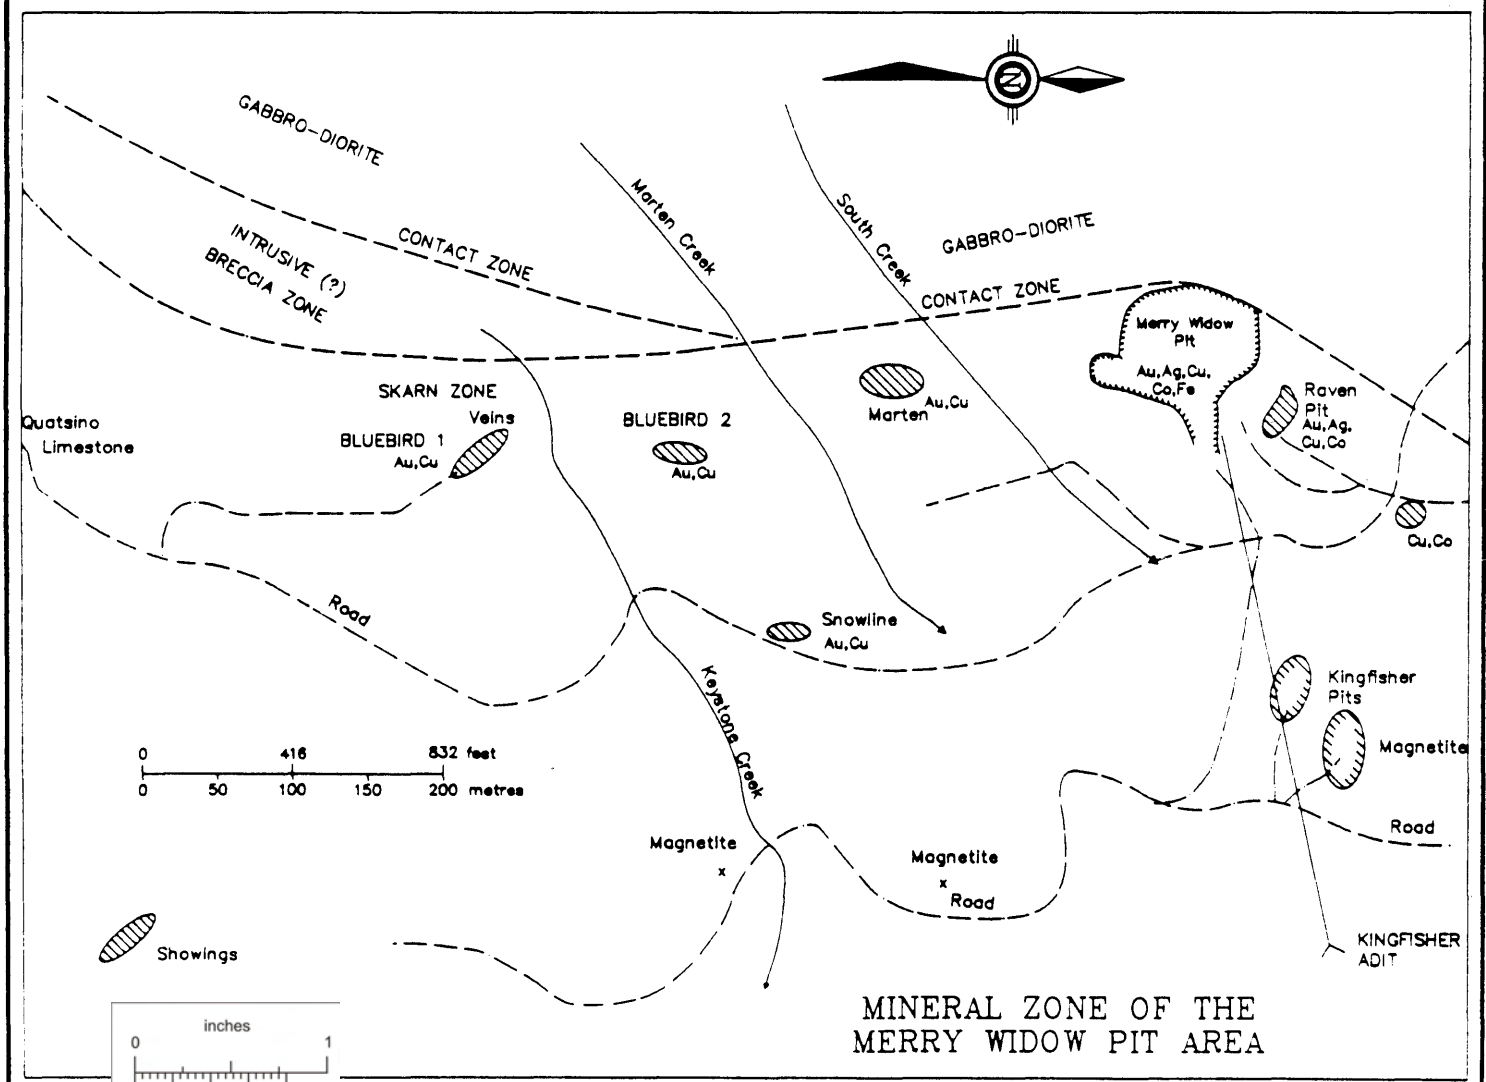 N
GABBRO-DIORITE
INTRUSIVE (?)
BRECCIA ZONE
CONTACT ZONE
Marten Creek
South Creek
GABBRO-DIORITE
CONTACT ZONE
Merry Widow
Pit
Au,Ag,Cu,
Co,Fe
Raven
Pit
Au,Ag,
Cu,Co
Cu,Co
SKARN ZONE
Veins
BLUEBIRD 1
Au,Cu
BLUEBIRD 2
Au,Cu
Au,Cu
Marten
Quatsino
Limestone
Road
Snowline
Au,Cu
Keystone Creek
Kingfisher
Pits
Magnetite
0 416 832 feet
0 50 100 150 200 metres
Magnetite
x
Magnetite
x
Road
Road
KINGFISHER
ADIT
Showings
MINERAL ZONE OF THE
MERRY WIDOW PIT AREA
inches
0 1